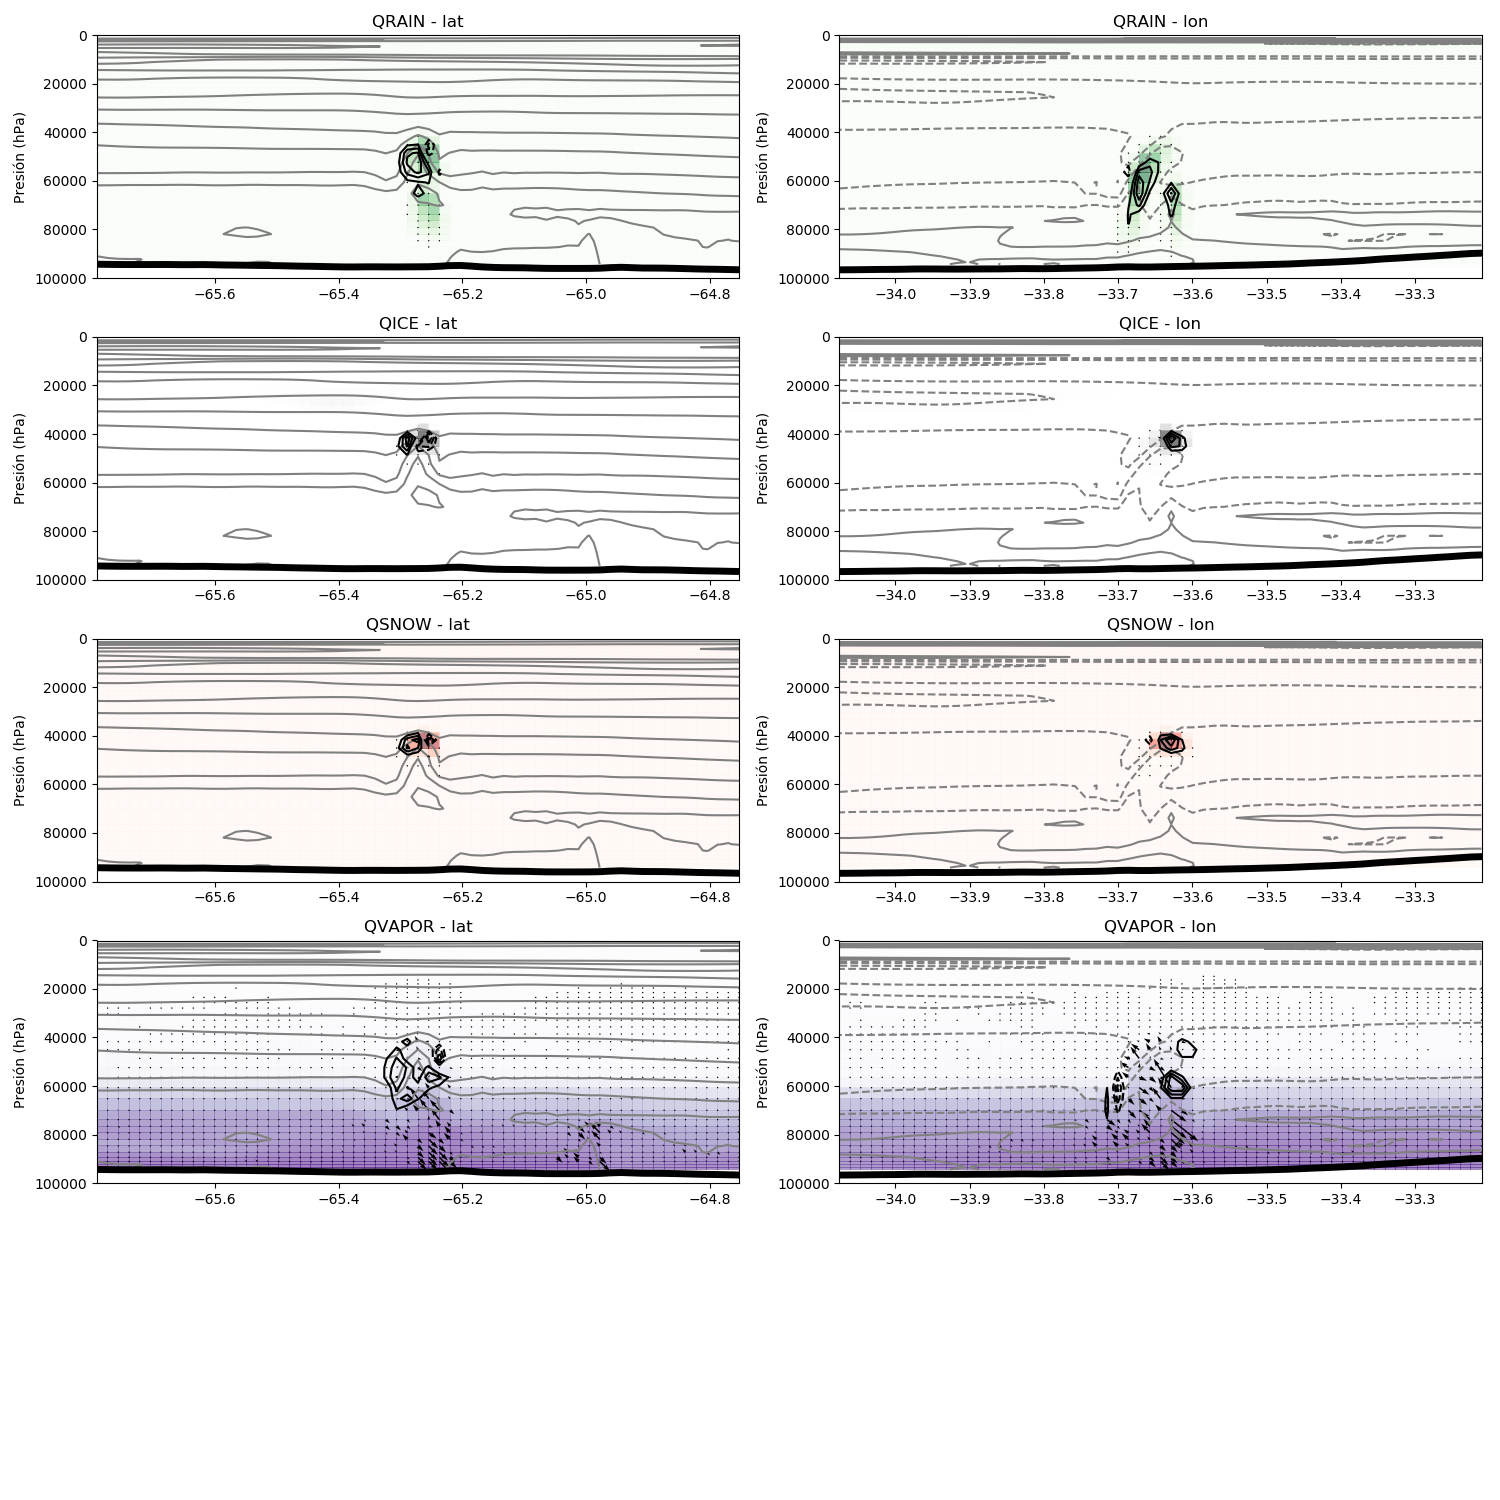 QRAIN - lat
QRAIN - lon
0
20000
40000
60000
80000
100000
Presión (hPa)
−65.6 −65.4 −65.2 −65.0 −64.8
0
20000
40000
60000
80000
100000
Presión (hPa)
−34.0 −33.9 −33.8 −33.7 −33.6 −33.5 −33.4 −33.3
QICE - lat
QICE - lon
0
20000
40000
60000
80000
100000
Presión (hPa)
−65.6 −65.4 −65.2 −65.0 −64.8
0
20000
40000
60000
80000
100000
Presión (hPa)
−34.0 −33.9 −33.8 −33.7 −33.6 −33.5 −33.4 −33.3
QSNOW - lat
QSNOW - lon
0
20000
40000
60000
80000
100000
Presión (hPa)
−65.6 −65.4 −65.2 −65.0 −64.8
0
20000
40000
60000
80000
100000
Presión (hPa)
−34.0 −33.9 −33.8 −33.7 −33.6 −33.5 −33.4 −33.3
QVAPOR - lat
QVAPOR - lon
0
20000
40000
60000
80000
100000
Presión (hPa)
−65.6 −65.4 −65.2 −65.0 −64.8
0
20000
40000
60000
80000
100000
Presión (hPa)
−34.0 −33.9 −33.8 −33.7 −33.6 −33.5 −33.4 −33.3